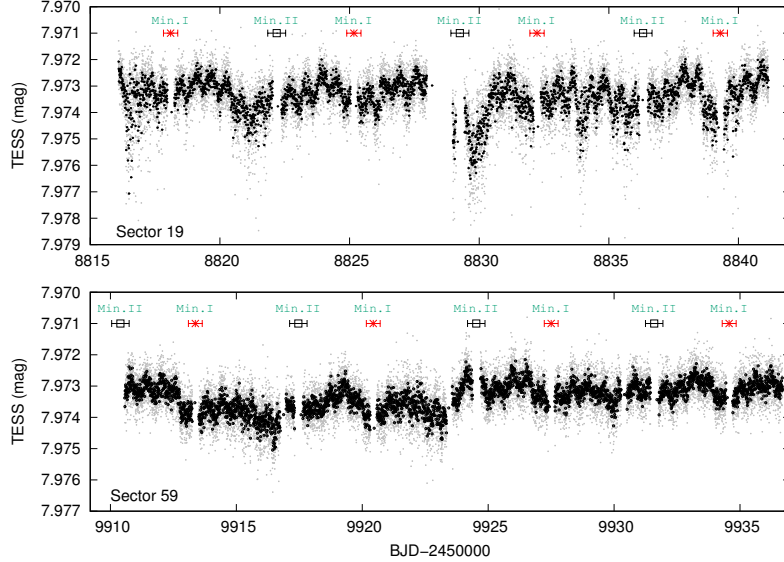 7.970
Min.I Min.II Min.I Min.II Min.I Min.II Min.I
7.971
7.972
7.973
7.974
7.975
7.976
7.977
7.978
7.979
TESS (mag)
Sector 19
8815 8820 8825 8830 8835 8840
7.970
Min.II Min.I Min.II Min.I Min.II Min.I Min.II Min.I
7.971
7.972
7.973
7.974
7.975
7.976
7.977
TESS (mag)
Sector 59
9910 9915 9920 9925 9930 9935
BJD−2450000